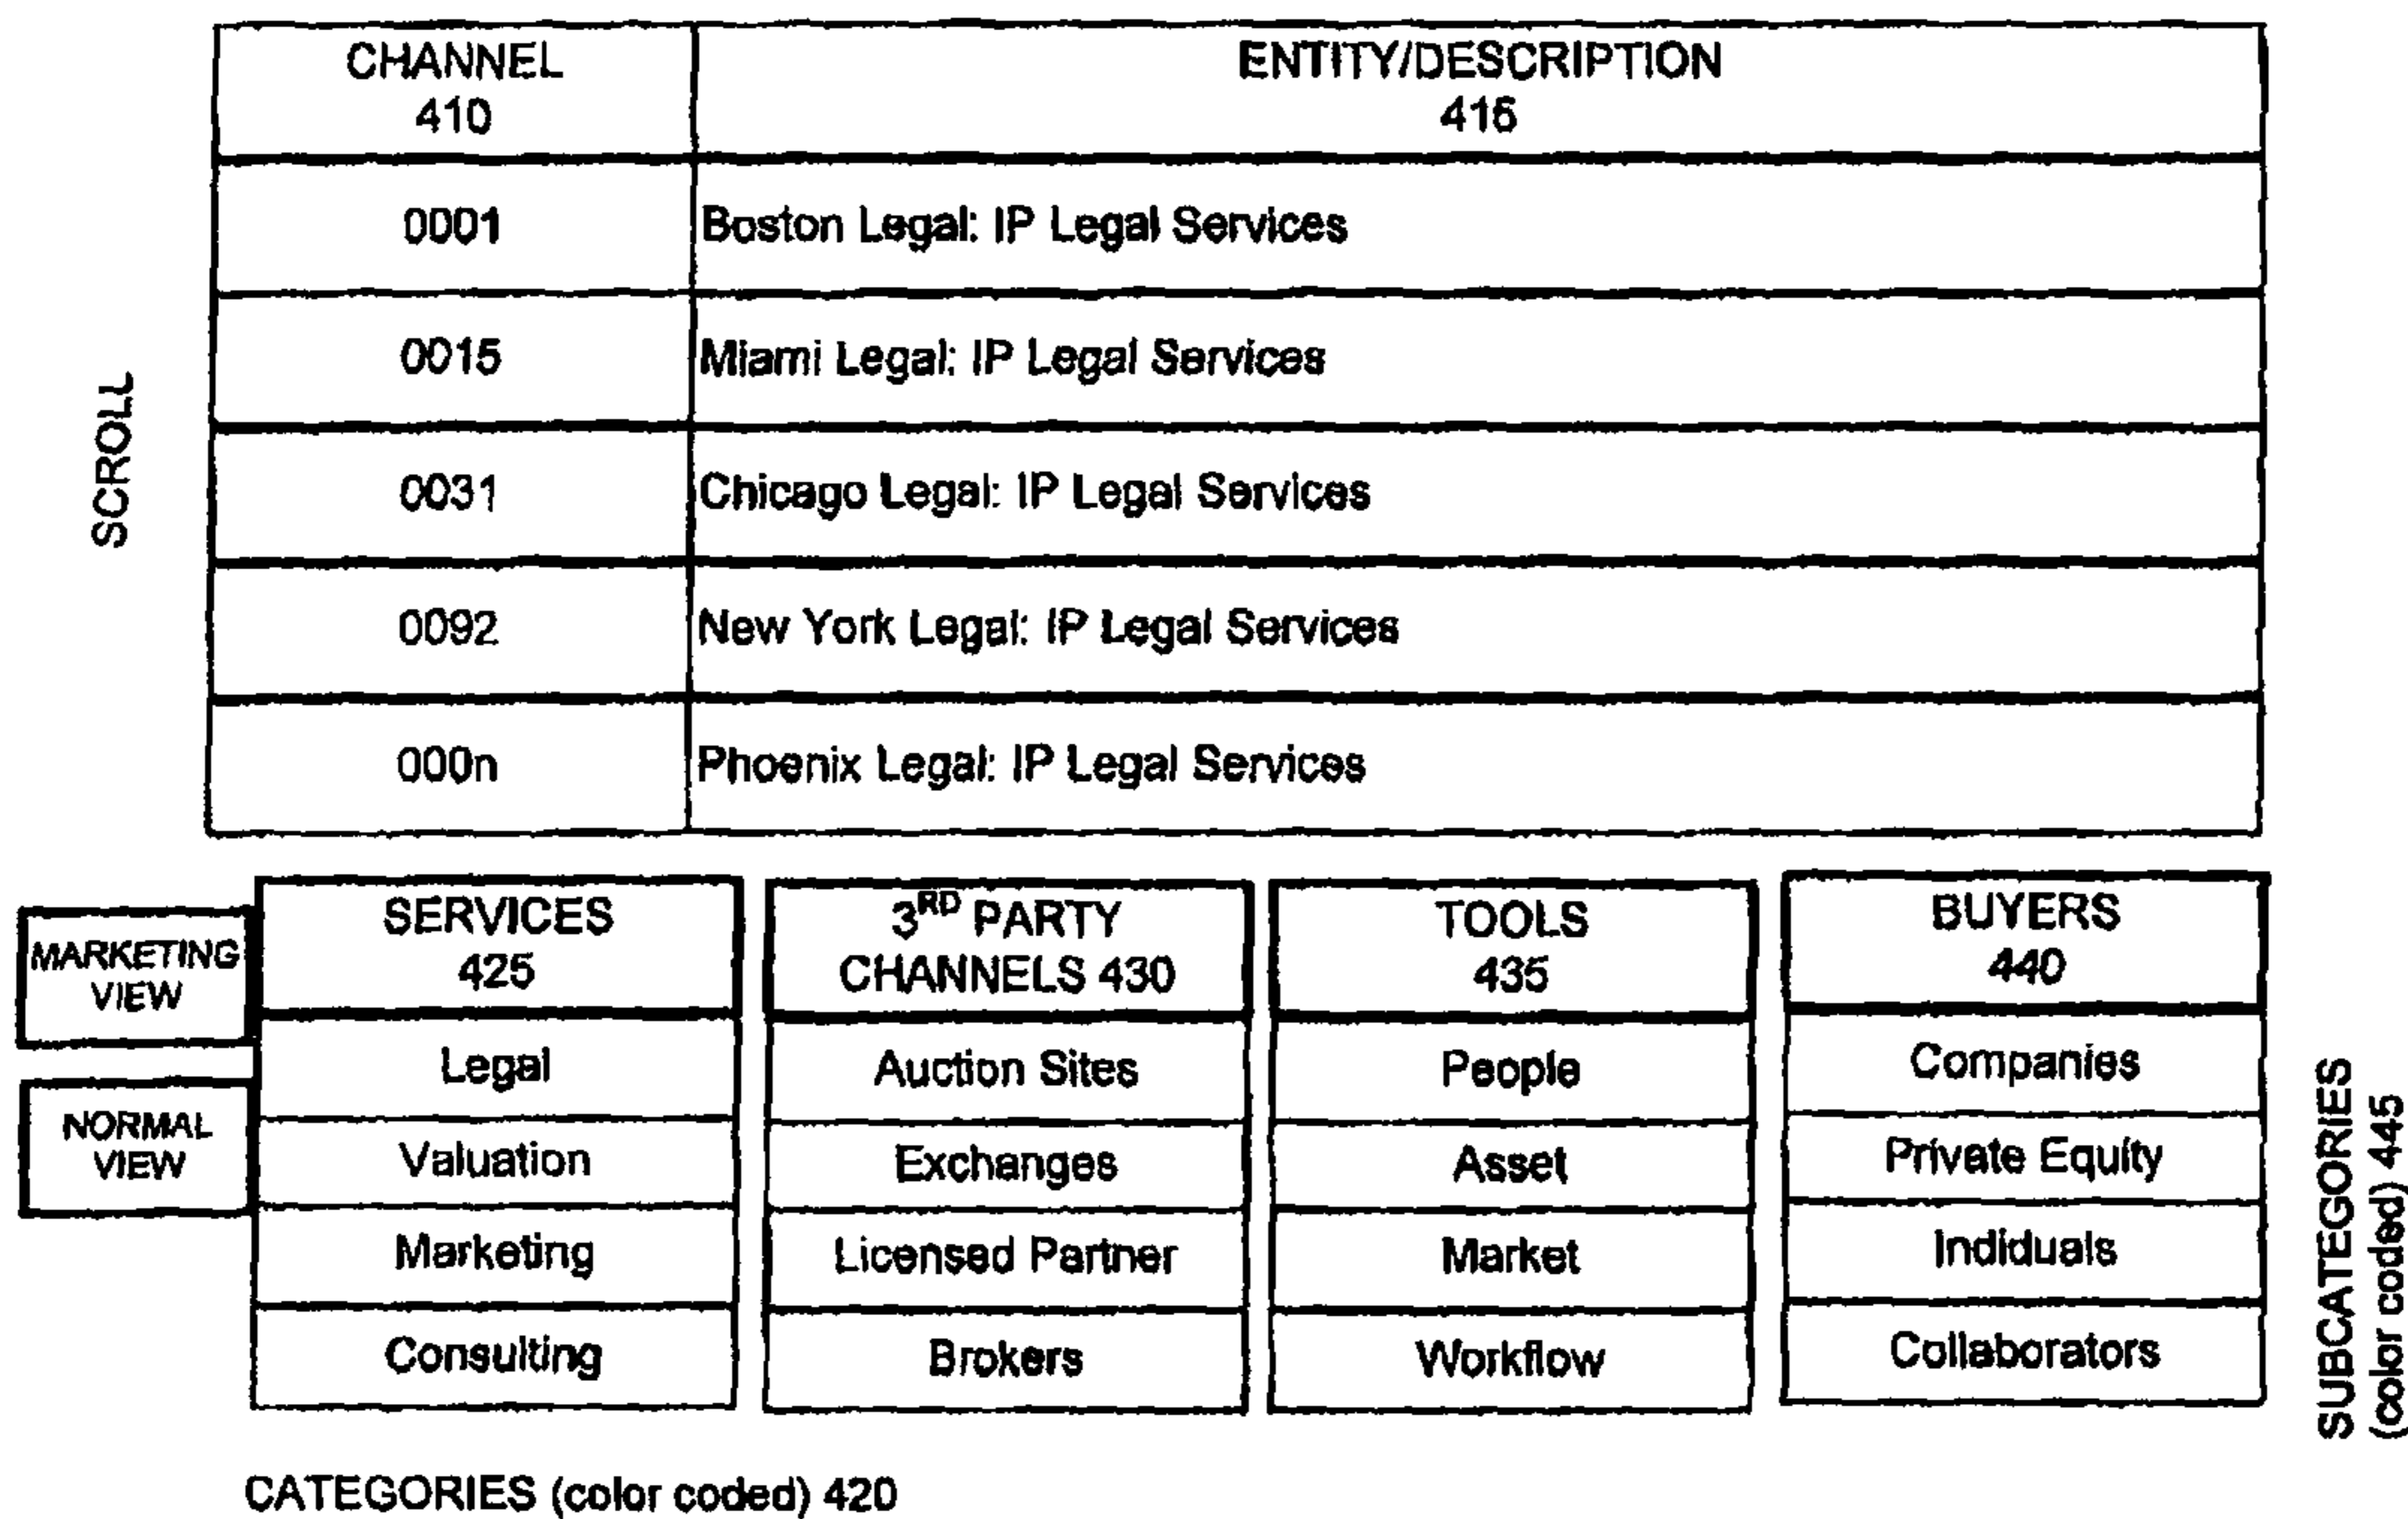 CHANNEL
410
ENTITY/DESCRIPTION
415
0001
Boston Legal: IP Legal Services
0015
Miami Legal: IP Legal Services
0031
Chicago Legal: IP Legal Services
0092
New York Legal: IP Legal Services
000n
Phoenix Legal: IP Legal Services
SCROLL
MARKETING
VIEW
NORMAL
VIEW
SERVICES
425
Legal
Valuation
Marketing
Consulting
3RD PARTY
CHANNELS 430
Auction Sites
Exchanges
Licensed Partner
Brokers
TOOLS
435
People
Asset
Market
Workflow
BUYERS
440
Companies
Private Equity
Indiduals
Collaborators
SUBCATEGORIES
(color coded) 445
CATEGORIES (color coded) 420